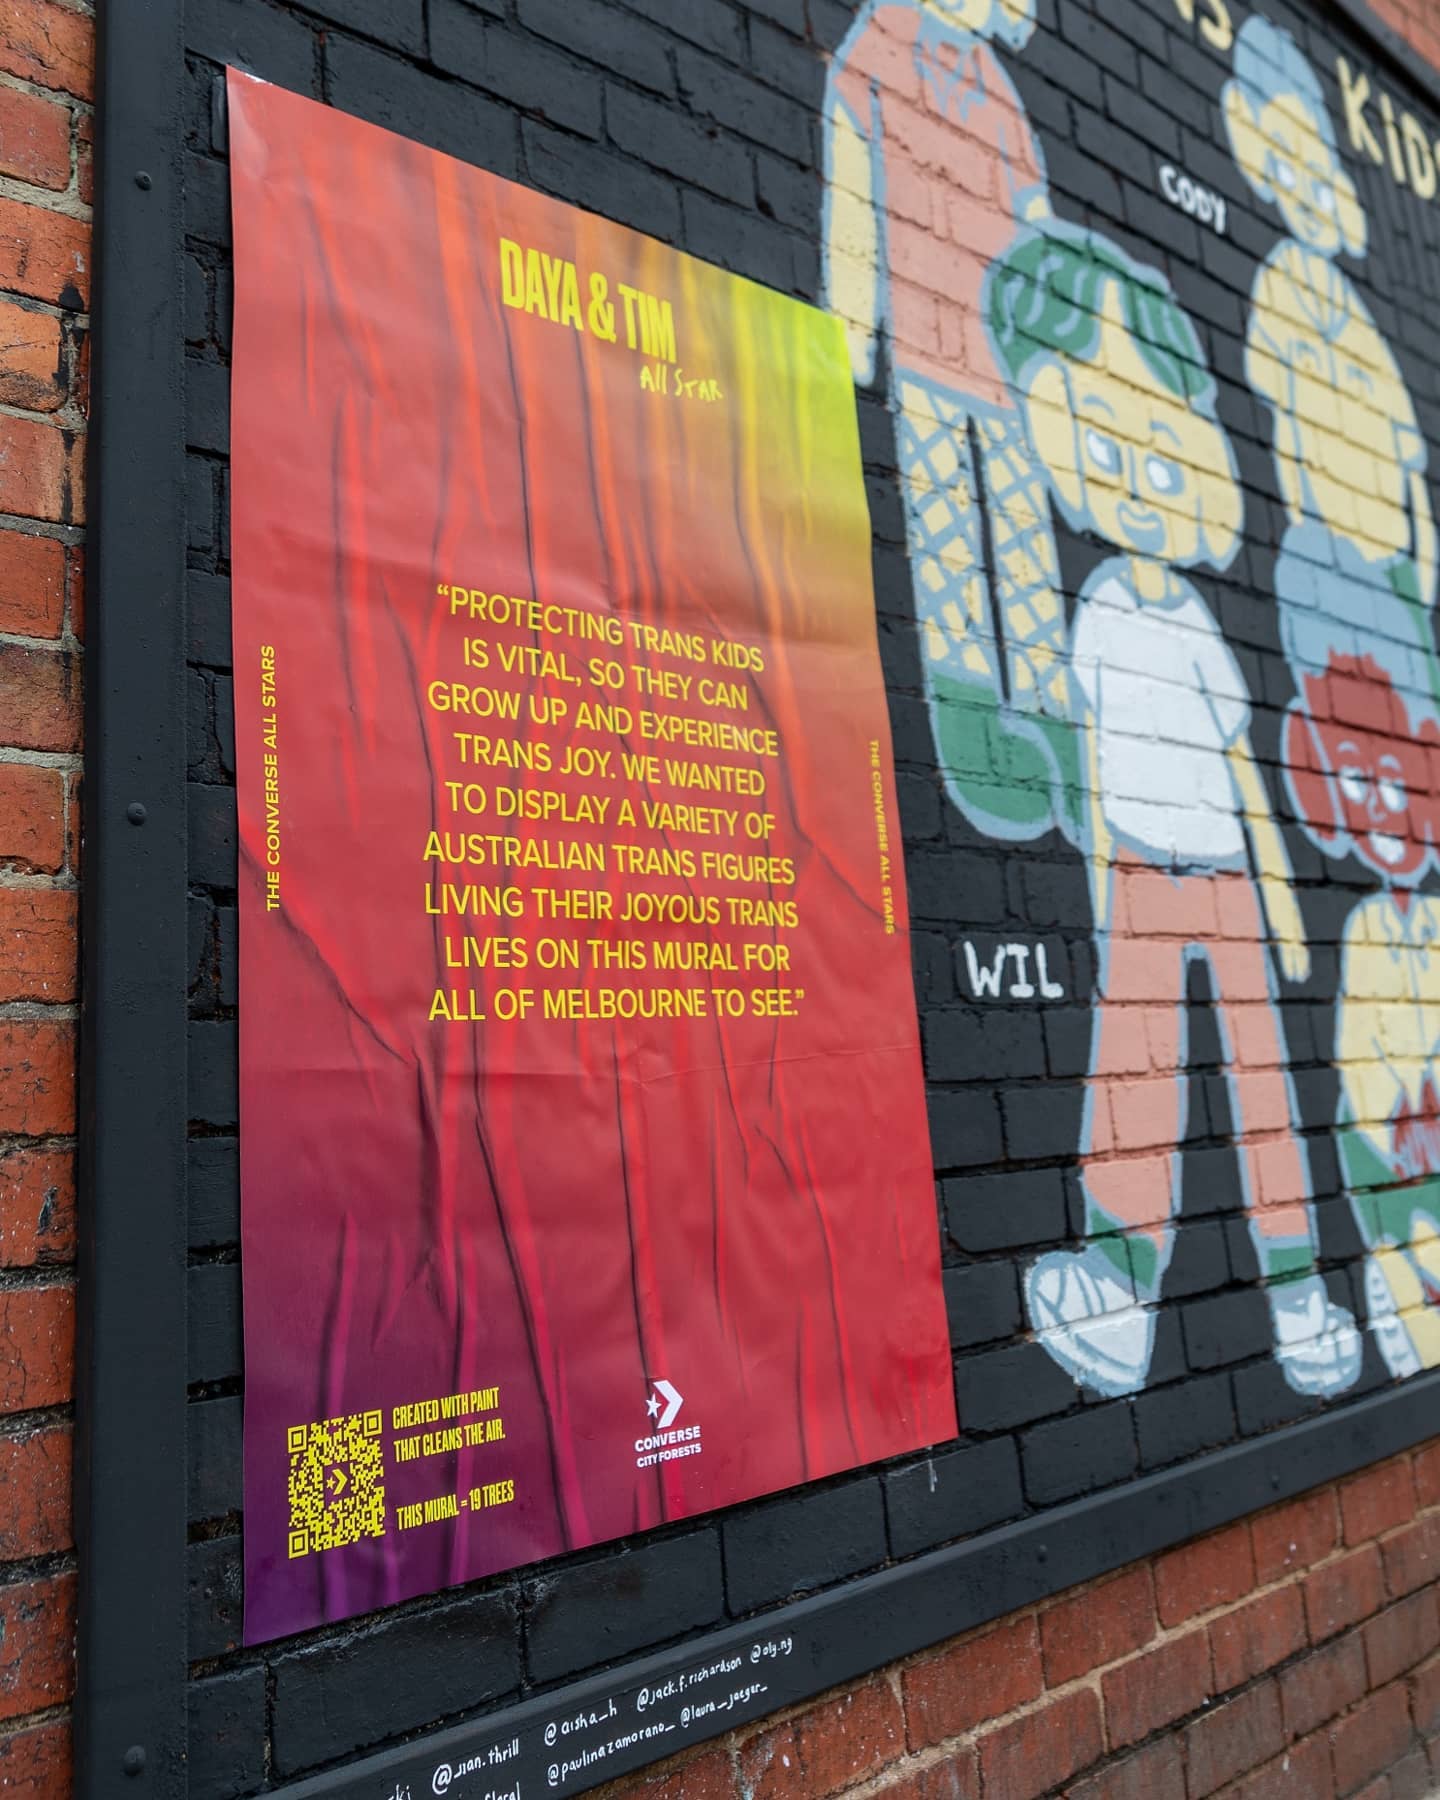 KIDS
CODY
DAYA & TIM
All STAR
"PROTECTING TRANS KIDS
IS VITAL, SO THEY CAN
GROW UP AND EXPERIENCE
TRANS JOY. WE WANTED
TO DISPLAY A VARIETY OF
AUSTRALIAN TRANS FIGURES
LIVING THEIR JOYOUS TRANS
LIVES ON THIS MURAL FOR
ALL OF MELBOURNE TO SEE."
THE CONVERSE ALL STARS
THE CONVERSE ALL STARS
WIL
CREATED WITH PAINT
THAT CLEANS THE AIR.
THIS MURAL = 19 TREES
CONVERSE
CITY FORESTS
@jian.thrill @aisha_h @jack.f.richardson @oly.ng
@paulinazamorano_ @laura_jaeger_